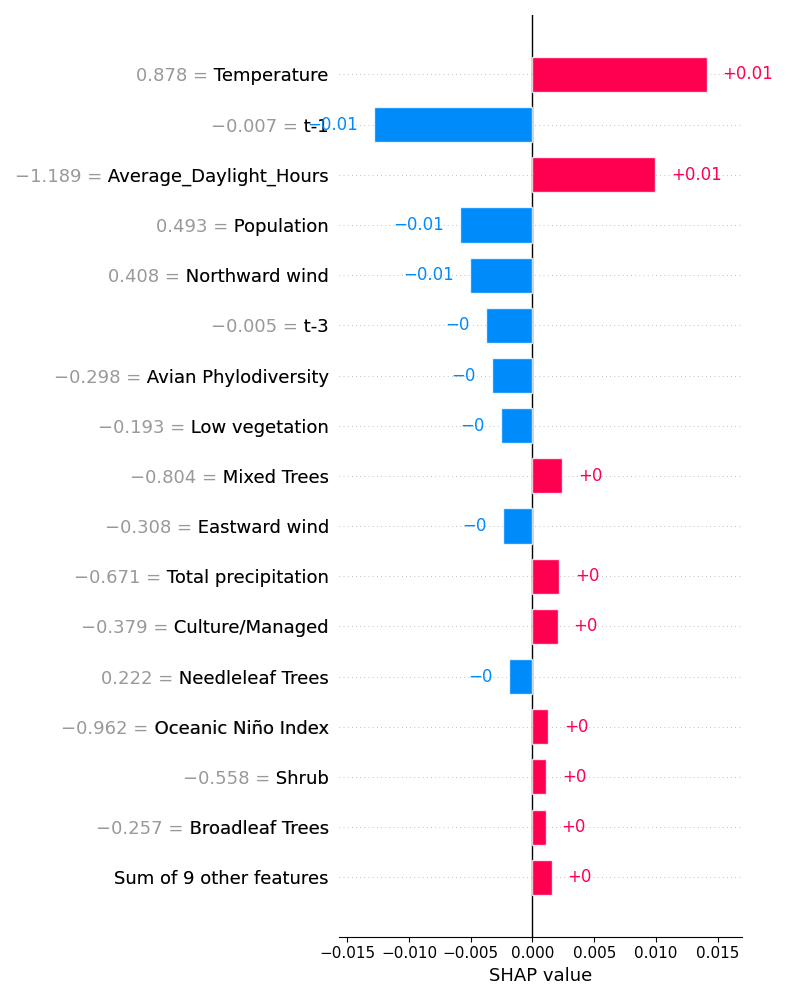 0.878 = Temperature +0.01
−0.007 = t-1 −0.01
−1.189 = Average_Daylight_Hours +0.01
0.493 = Population −0.01
0.408 = Northward wind −0.01
−0.005 = t-3 −0
−0.298 = Avian Phylodiversity −0
−0.193 = Low vegetation −0
−0.804 = Mixed Trees +0
−0.308 = Eastward wind −0
−0.671 = Total precipitation +0
−0.379 = Culture/Managed +0
0.222 = Needleleaf Trees −0
−0.962 = Oceanic Niño Index +0
−0.558 = Shrub +0
−0.257 = Broadleaf Trees +0
Sum of 9 other features +0
−0.015 −0.010 −0.005 0.000 0.005 0.010 0.015
SHAP value